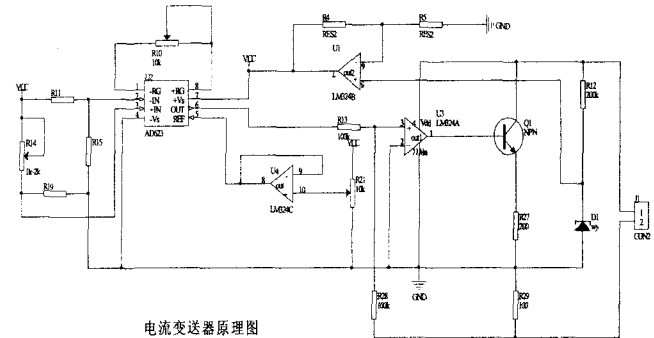 R4
RES2
R5
RES2
GND
R10
10k
U1
LM324B
VCC
U2
1 -RG +RG 8
2 -IN +Vs 7
3 +IN OUT 6
4 -Vs REF 5
AD623
VCC
R11
R12
200k
R14
1k-2k
R15
R19
R13
100k
VCC
U3
LM324A
Q1
NPN
U4
LM324C
R21
10k
R27
200
D1
J1
1
2
CON2
GND
R28
100k
R29
100
电流变送器原理图